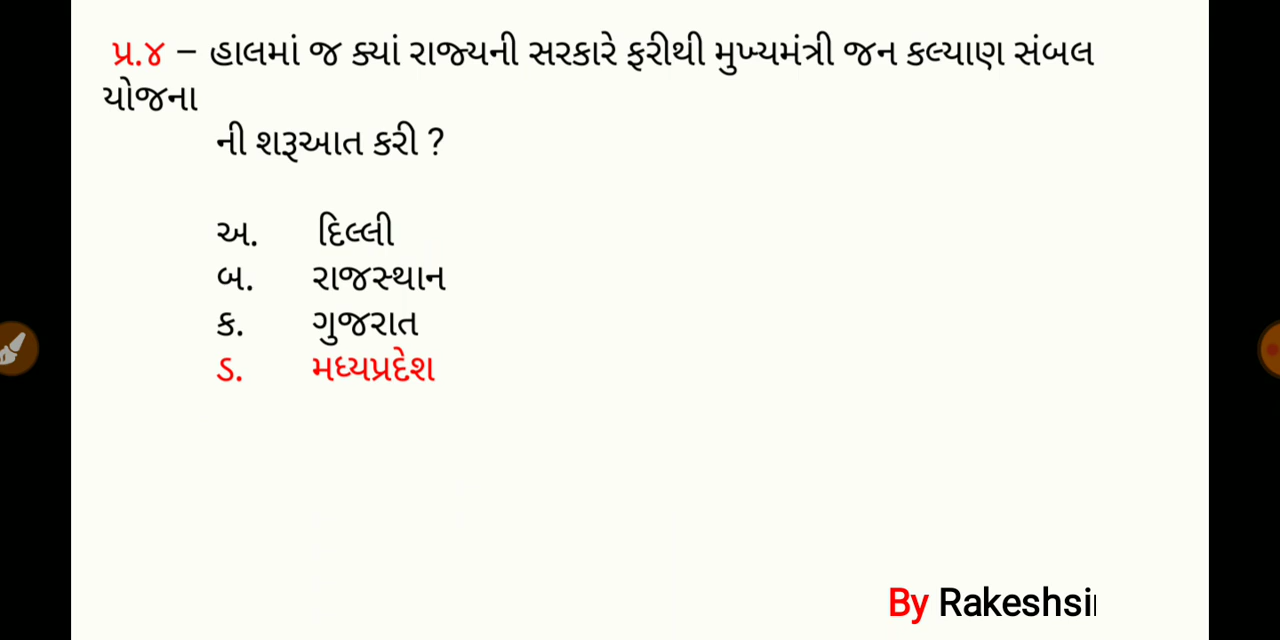 પ્ર.૪ – હાલમાં જ ક્યાં રાજ્યની સરકારે ફરીથી મુખ્યમંત્રી જન કલ્યાણ સંબલ
યોજના
ની શરૂઆત કરી ?
અ. દિલ્લી
બ. રાજસ્થાન
ક. ગુજરાત
ડ. મધ્યપ્રદેશ
By